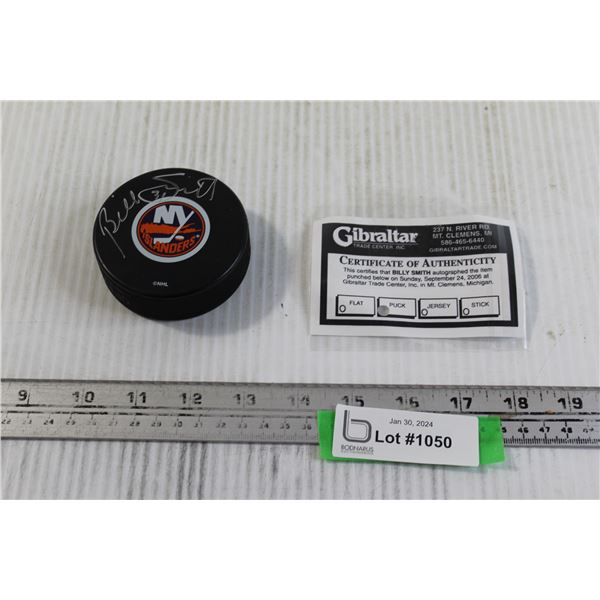 Billy Smith
NY
ISLANDERS
©NHL
Gibraltar
TRADE CENTER, INC.
237 N. RIVER RD.
MT. CLEMENS, MI
586-465-6440
GIBRALTARTRADE.COM
CERTIFICATE OF AUTHENTICITY
This certifies that BILLY SMITH autographed the item
punched below on Sunday, September 24, 2006 at
Gibraltar Trade Center, Inc. in Mt. Clemens, Michigan.
FLAT PUCK JERSEY STICK
9 10 11 12 13 14 15 16 17 18 19
Jan 30, 2024
Lot #1050
BODNARUS